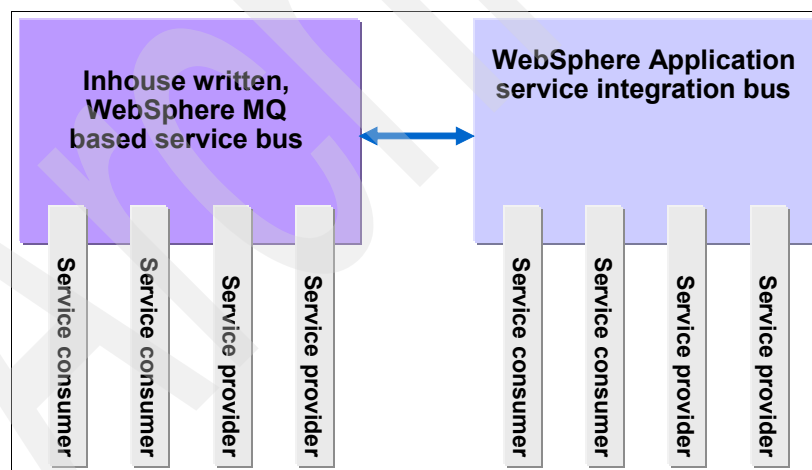 Inhouse written,
WebSphere MQ
based service bus
WebSphere Application
service integration bus
Service consumer
Service consumer
Service provider
Service provider
Service consumer
Service consumer
Service provider
Service provider